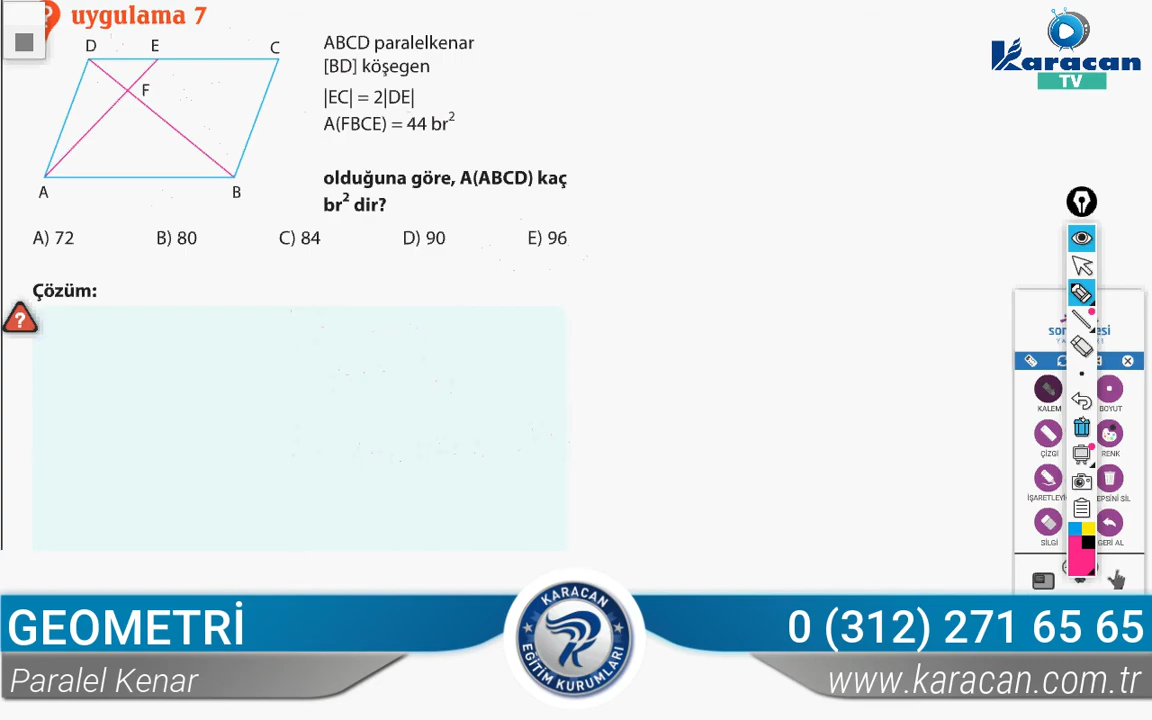 uygulama 7
D E C
F
A B
ABCD paralelkenar
[BD] köşegen
|EC| = 2|DE|
A(FBCE) = 44 br²
olduğuna göre, A(ABCD) kaç
br² dir?
A) 72 B) 80 C) 84 D) 90 E) 96
Çözüm:
?
Karacan
TV
KALEM BOYUT
ÇİZGİ RENK
SİLGİ GERİ AL
GEOMETRİ
Paralel Kenar
KARACAN
EĞİTİM KURUMLARI
0 (312) 271 65 65
www.karacan.com.tr